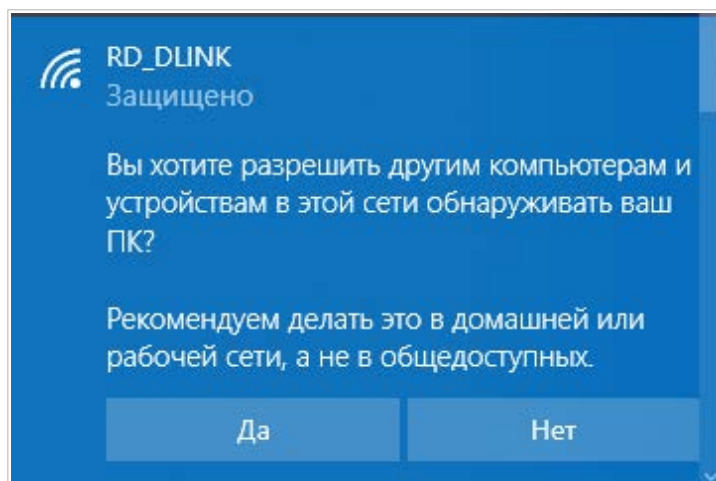 RD_DLINK
Защищено
Вы хотите разрешить другим компьютерам и
устройствам в этой сети обнаруживать ваш
ПК?
Рекомендуем делать это в домашней или
рабочей сети, а не в общедоступных.
Да
Нет